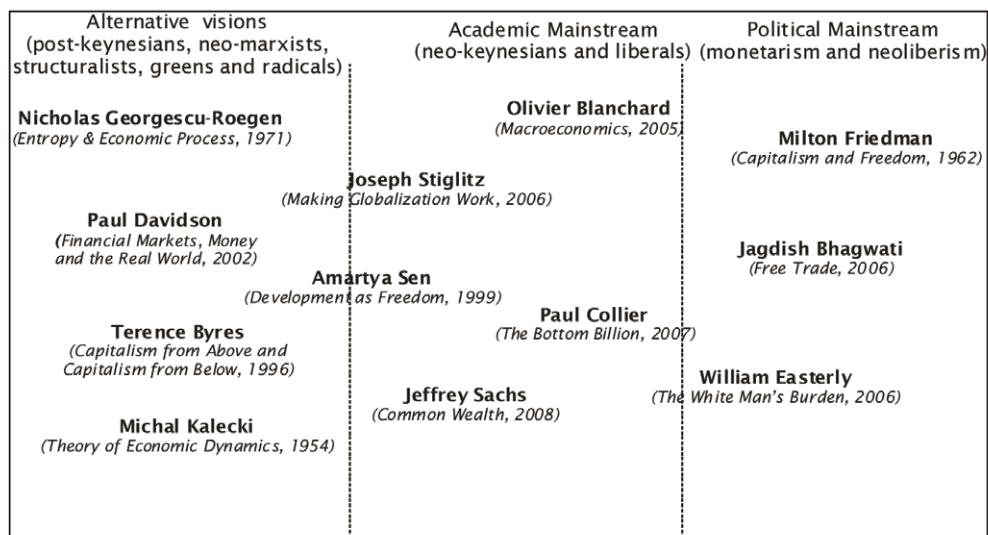 Alternative visions
(post-keynesians, neo-marxists,
structuralists, greens and radicals)
Academic Mainstream
(neo-keynesians and liberals)
Political Mainstream
(monetarism and neoliberism)
Nicholas Georgescu-Roegen
(Entropy & Economic Process, 1971)
Paul Davidson
(Financial Markets, Money
and the Real World, 2002)
Terence Byres
(Capitalism from Above and
Capitalism from Below, 1996)
Michal Kalecki
(Theory of Economic Dynamics, 1954)
Joseph Stiglitz
(Making Globalization Work, 2006)
Amartya Sen
(Development as Freedom, 1999)
Olivier Blanchard
(Macroeconomics, 2005)
Paul Collier
(The Bottom Billion, 2007)
Jeffrey Sachs
(Common Wealth, 2008)
Milton Friedman
(Capitalism and Freedom, 1962)
Jagdish Bhagwati
(Free Trade, 2006)
William Easterly
(The White Man's Burden, 2006)